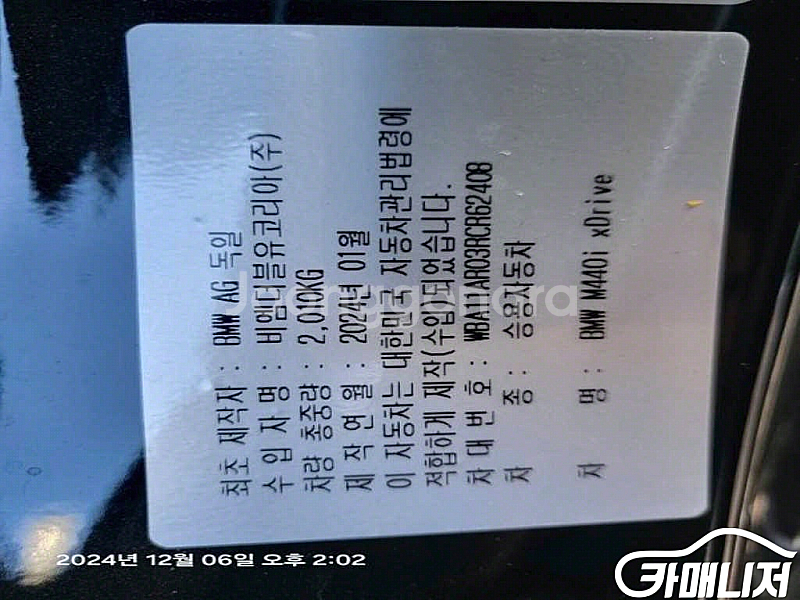 최초 제작자 : BMW AG 독일
수 입 자 명 : 비엠더블유코리아(주)
차량 총중량 : 2,010KG
제 작 연 월 : 2024년 01월
이 자동차는 대한민국 자동차관리법령에
적합하게 제작(수입)되었습니다.
차 대 번 호 : WBA11AR03RCR62408
차 종 : 승용자동차
차 명 : BMW M440i xDrive
Jeonggenora
2024년 12월 06일 오후 2:02
카매니저